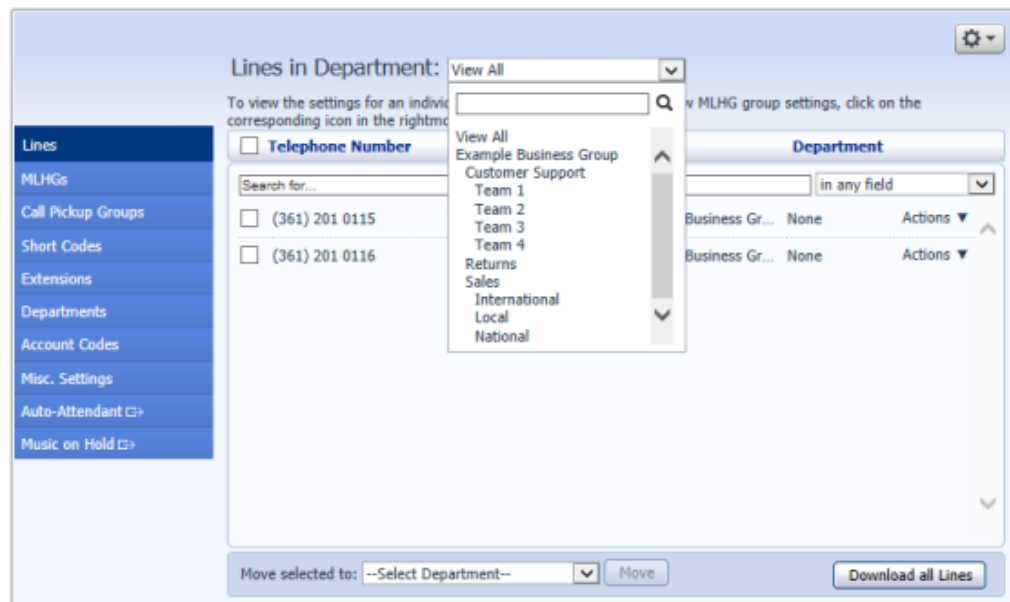 Lines in Department: View All
To view the settings for an indivi
w MLHG group settings, click on the
corresponding icon in the rightmo
View All
Example Business Group
Customer Support
Team 1
Team 2
Team 3
Team 4
Returns
Sales
International
Local
National
Lines
MLHGs
Call Pickup Groups
Short Codes
Extensions
Departments
Account Codes
Misc. Settings
Auto-Attendant
Music on Hold
Telephone Number
Department
Search for...
in any field
(361) 201 0115
Business Gr... None Actions ▼
(361) 201 0116
Business Gr... None Actions ▼
Move selected to: --Select Department-- Move Download all Lines